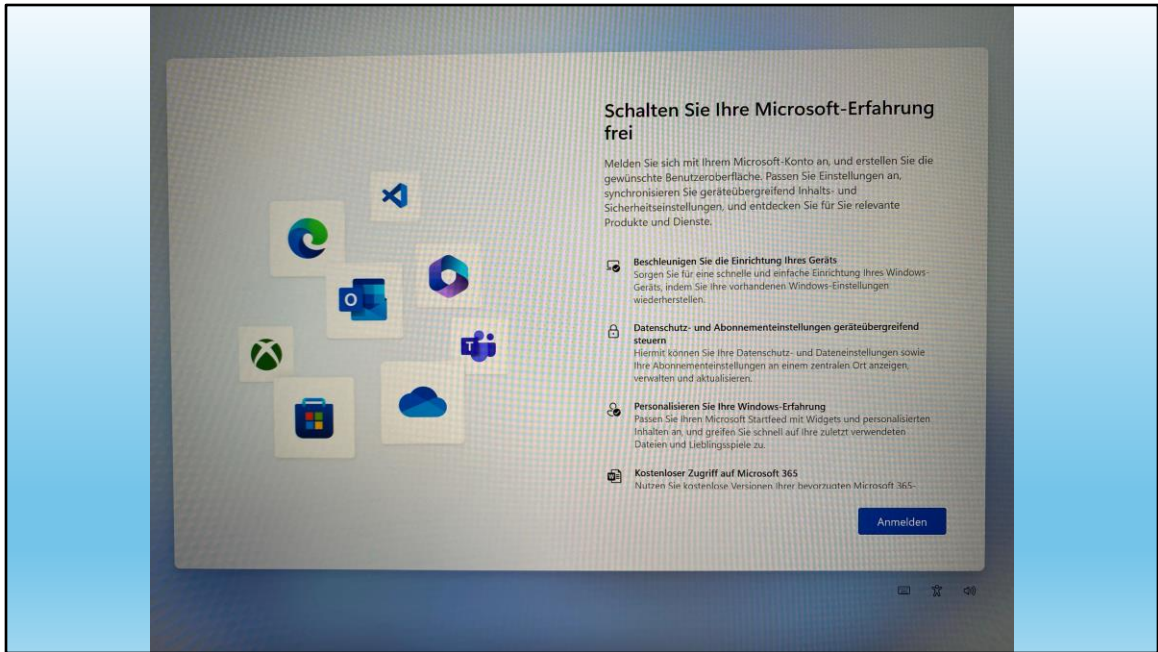 Schalten Sie Ihre Microsoft-Erfahrung
frei
Melden Sie sich mit Ihrem Microsoft-Konto an, und erstellen Sie die
gewünschte Benutzeroberfläche. Passen Sie Einstellungen an,
synchronisieren Sie geräteübergreifend Inhalts- und
Sicherheitseinstellungen, und entdecken Sie für Sie relevante
Produkte und Dienste.
Beschleunigen Sie die Einrichtung Ihres Geräts
Sorgen Sie für eine schnelle und einfache Einrichtung Ihres Windows-
Geräts, indem Sie Ihre vorhandenen Windows-Einstellungen
wiederherstellen.
Datenschutz- und Abonnementeinstellungen geräteübergreifend
steuern
Hiermit können Sie Ihre Datenschutz- und Dateneinstellungen sowie
Ihre Abonnementeinstellungen an einem zentralen Ort anzeigen,
verwalten und aktualisieren.
Personalisieren Sie Ihre Windows-Erfahrung
Passen Sie Ihren Microsoft Startfeed mit Widgets und personalisierten
Inhalten an, und greifen Sie schnell auf Ihre zuletzt verwendeten
Dateien und Lieblingsspiele zu.
Kostenloser Zugriff auf Microsoft 365
Nutzen Sie kostenlose Versionen Ihrer bevorzugten Microsoft 365-
Anmelden